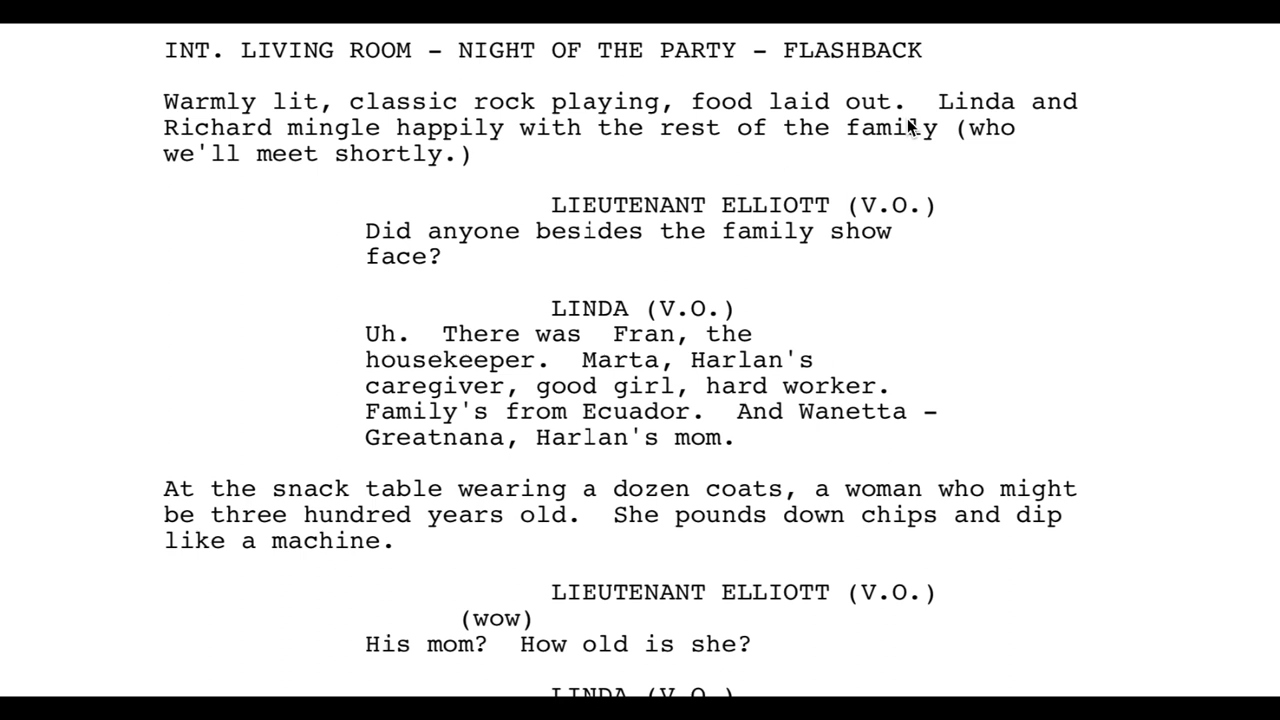 INT. LIVING ROOM - NIGHT OF THE PARTY - FLASHBACK
Warmly lit, classic rock playing, food laid out.  Linda and
Richard mingle happily with the rest of the family (who
we'll meet shortly.)
LIEUTENANT ELLIOTT (V.O.)
Did anyone besides the family show
face?
LINDA (V.O.)
Uh.  There was  Fran, the
housekeeper.  Marta, Harlan's
caregiver, good girl, hard worker.
Family's from Ecuador.  And Wanetta -
Greatnana, Harlan's mom.
At the snack table wearing a dozen coats, a woman who might
be three hundred years old.  She pounds down chips and dip
like a machine.
LIEUTENANT ELLIOTT (V.O.)
(wow)
His mom?  How old is she?
LINDA (V.O.)